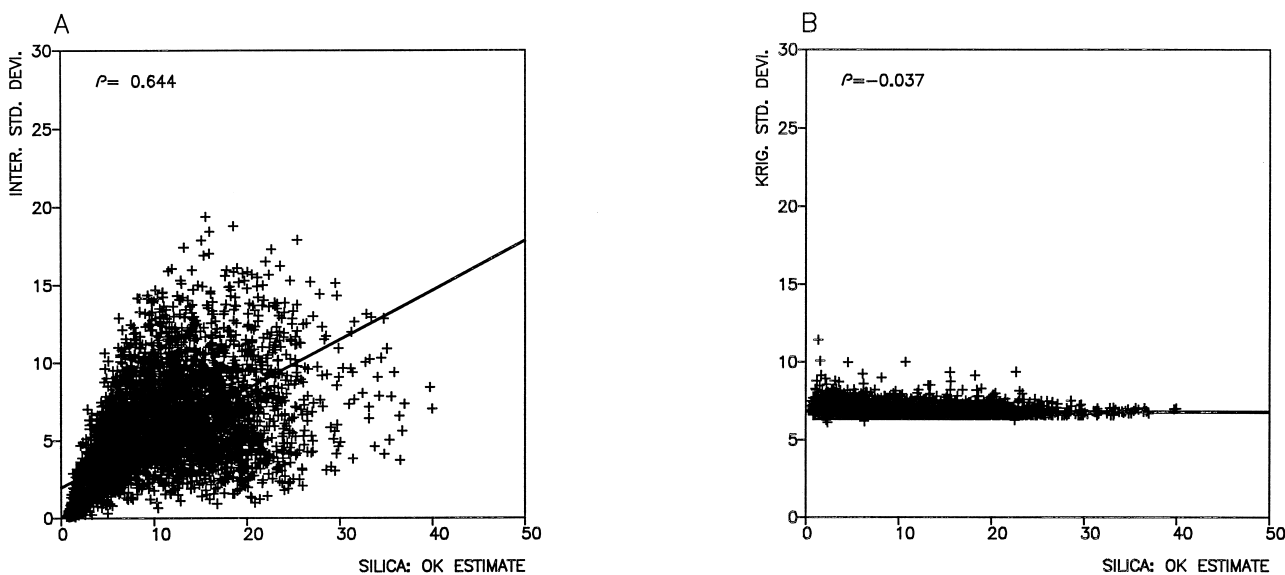 A
INTER. STD. DEVI.
30
25
20
15
10
5
0
ρ= 0.644
0 10 20 30 40 50
SILICA: OK ESTIMATE
B
KRIG. STD. DEVI.
30
25
20
15
10
5
0
ρ=−0.037
0 10 20 30 40 50
SILICA: OK ESTIMATE